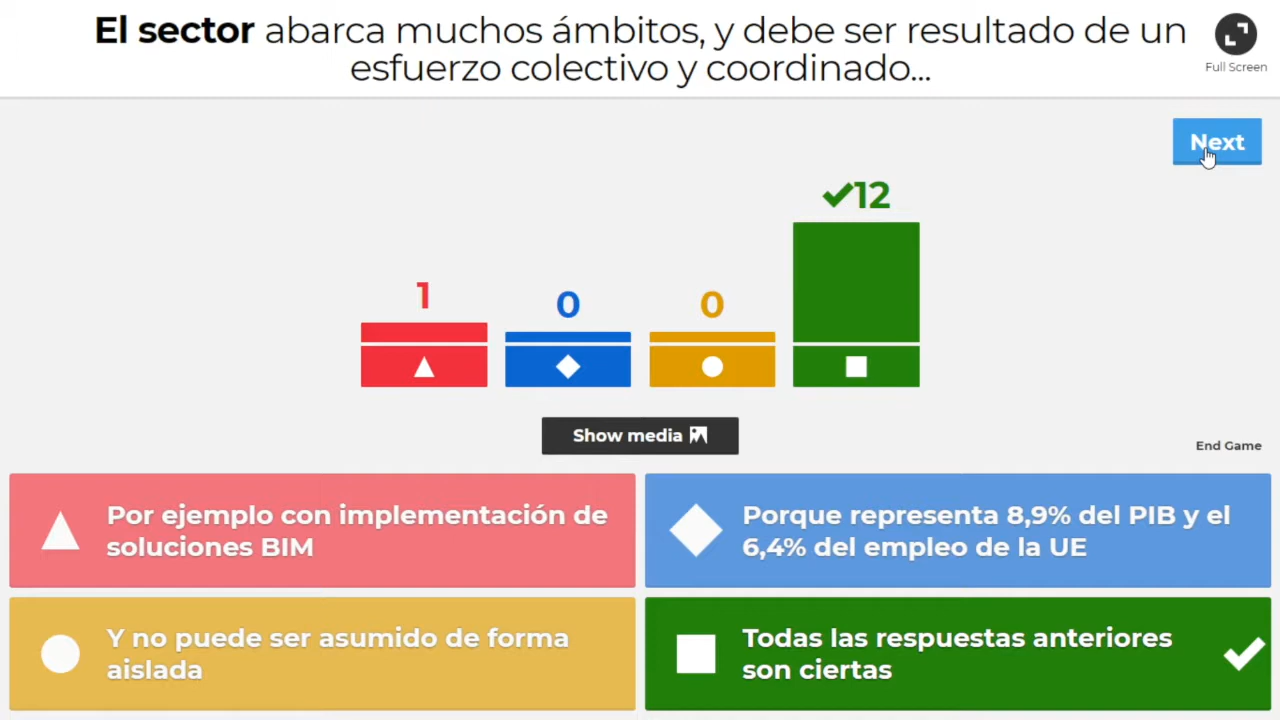 El sector abarca muchos ámbitos, y debe ser resultado de un
esfuerzo colectivo y coordinado...
Full Screen
Next
12
1
0
0
Show media
End Game
Por ejemplo con implementación de
soluciones BIM
Porque representa 8,9% del PIB y el
6,4% del empleo de la UE
Y no puede ser asumido de forma
aislada
Todas las respuestas anteriores
son ciertas